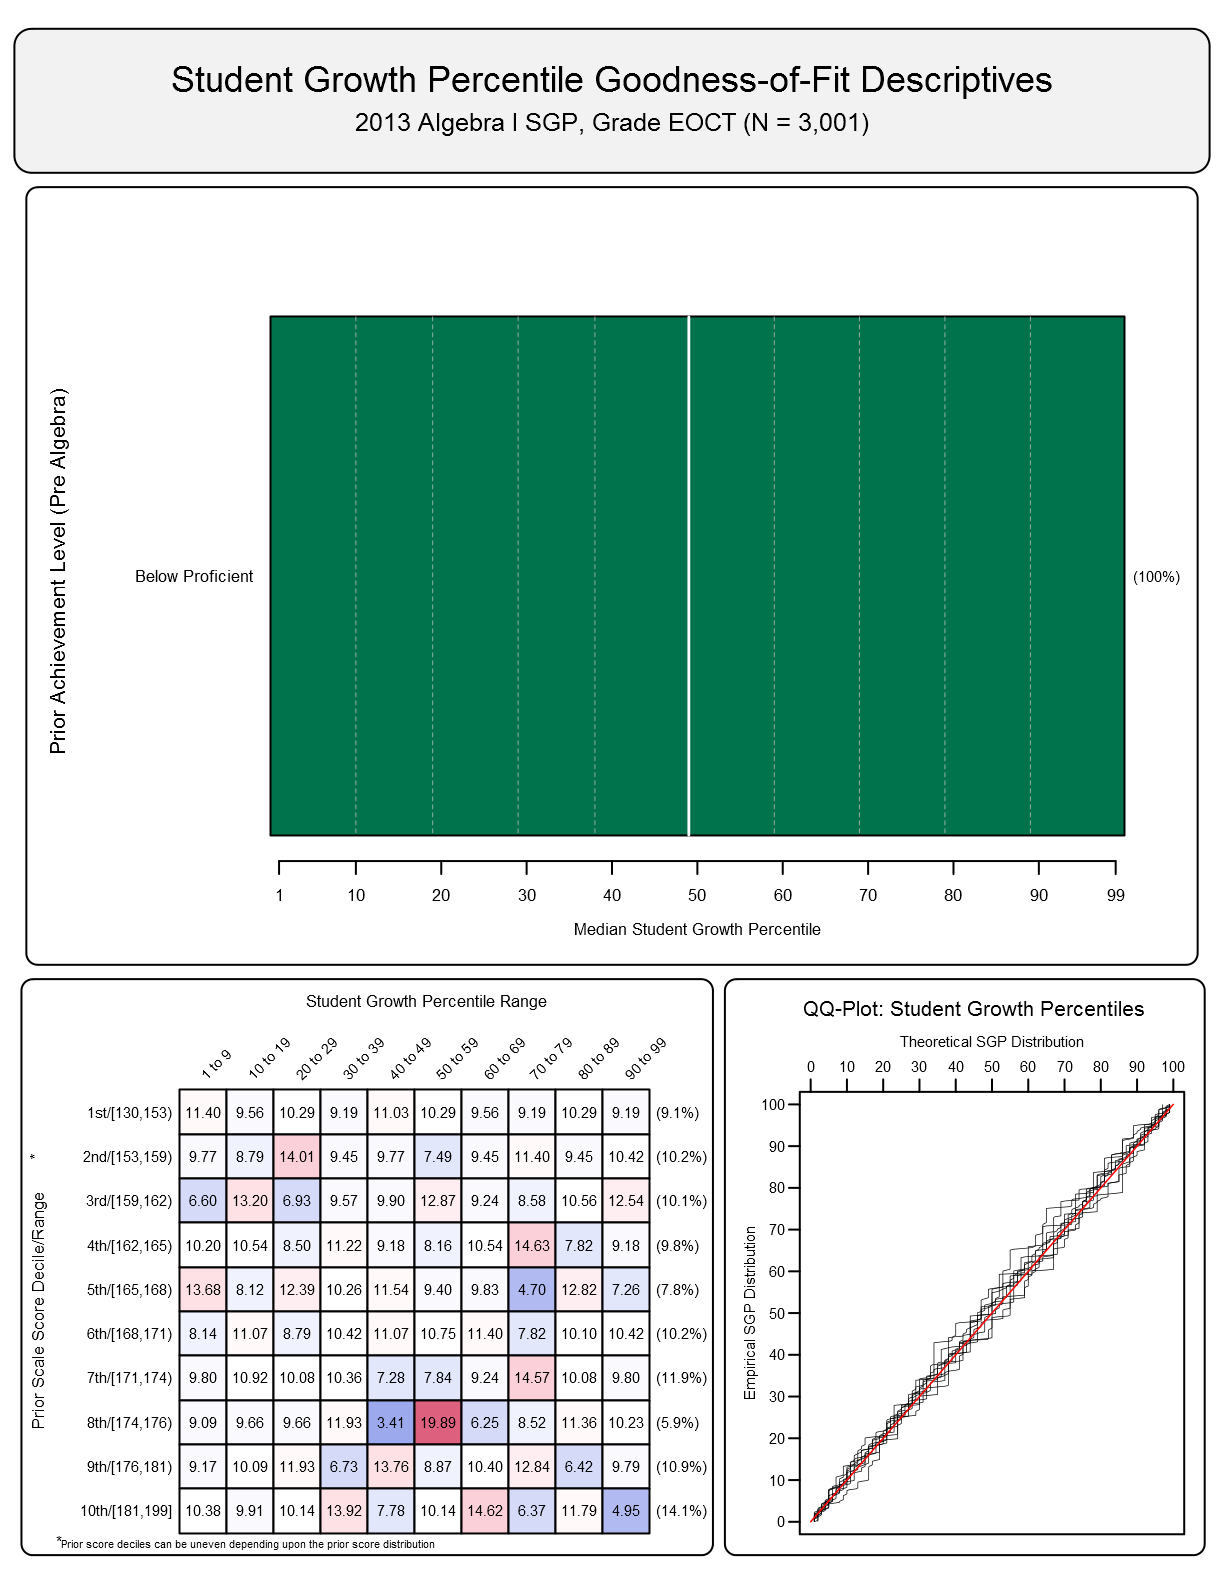 Student Growth Percentile Goodness-of-Fit Descriptives
2013 Algebra I SGP, Grade EOCT (N = 3,001)
Prior Achievement Level (Pre Algebra)
Below Proficient
(100%)
1 10 20 30 40 50 60 70 80 90 99
Median Student Growth Percentile
Student Growth Percentile Range
1 to 9 10 to 19 20 to 29 30 to 39 40 to 49 50 to 59 60 to 69 70 to 79 80 to 89 90 to 99
* Prior Scale Score Decile/Range
1st/[130,153) 11.40 9.56 10.29 9.19 11.03 10.29 9.56 9.19 10.29 9.19 (9.1%)
2nd/[153,159) 9.77 8.79 14.01 9.45 9.77 7.49 9.45 11.40 9.45 10.42 (10.2%)
3rd/[159,162) 6.60 13.20 6.93 9.57 9.90 12.87 9.24 8.58 10.56 12.54 (10.1%)
4th/[162,165) 10.20 10.54 8.50 11.22 9.18 8.16 10.54 14.63 7.82 9.18 (9.8%)
5th/[165,168) 13.68 8.12 12.39 10.26 11.54 9.40 9.83 4.70 12.82 7.26 (7.8%)
6th/[168,171) 8.14 11.07 8.79 10.42 11.07 10.75 11.40 7.82 10.10 10.42 (10.2%)
7th/[171,174) 9.80 10.92 10.08 10.36 7.28 7.84 9.24 14.57 10.08 9.80 (11.9%)
8th/[174,176) 9.09 9.66 9.66 11.93 3.41 19.89 6.25 8.52 11.36 10.23 (5.9%)
9th/[176,181) 9.17 10.09 11.93 6.73 13.76 8.87 10.40 12.84 6.42 9.79 (10.9%)
10th/[181,199] 10.38 9.91 10.14 13.92 7.78 10.14 14.62 6.37 11.79 4.95 (14.1%)
*Prior score deciles can be uneven depending upon the prior score distribution
QQ-Plot: Student Growth Percentiles
Theoretical SGP Distribution
0 10 20 30 40 50 60 70 80 90 100
Empirical SGP Distribution
100
90
80
70
60
50
40
30
20
10
0